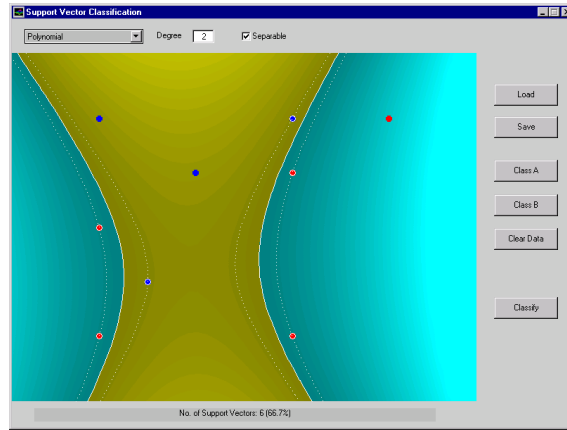 Support Vector Classification
Polynomial
Degree 2
Separable
Load
Save
Class A
Class B
Clear Data
Classify
No. of Support Vectors: 6 (66.7%)